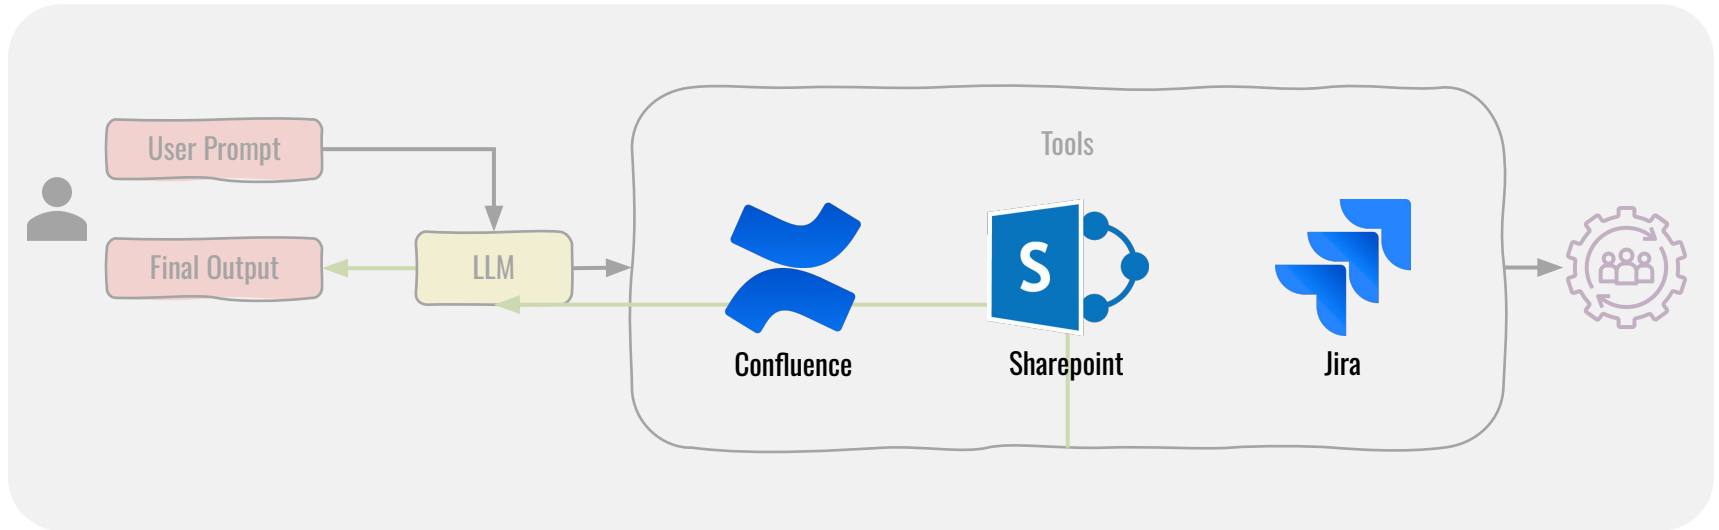 User Prompt
Final Output
LLM
Tools
S
Confluence
Sharepoint
Jira